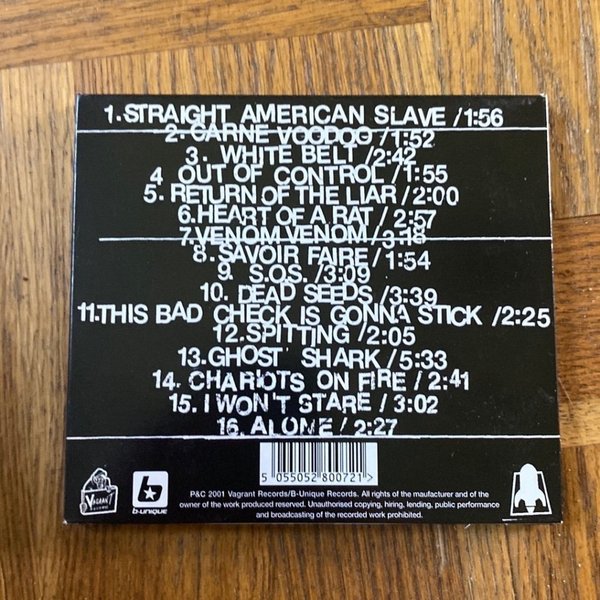 1. STRAIGHT AMERICAN SLAVE /1:56
2. CARNE VOODOO /1:52
3. WHITE BELT /2:42
4 OUT OF CONTROL /1:55
5. RETURN OF THE LIAR /2:00
6. HEART OF A RAT /2:57
7. VENOM VENOM /3:18
8. SAVOIR FAIRE /1:54
9. S.O.S. /3:09
10. DEAD SEEDS /3:39
11. THIS BAD CHECK IS GONNA STICK /2:25
12. SPITTING /2:05
13. GHOST SHARK /5:33
14. CHARIOTS ON FIRE /2:41
15. I WON'T STARE /3:02
16. ALONE /2:27
5 055052 800721 >
VAGRANT
RECORDS
b-unique
P&C 2001 Vagrant Records/B-Unique Records. All rights of the maufacturer and of the
owner of the work produced reserved. Unauthorised copying, hiring, lending, public performance
and broadcasting of the recorded work prohibited.